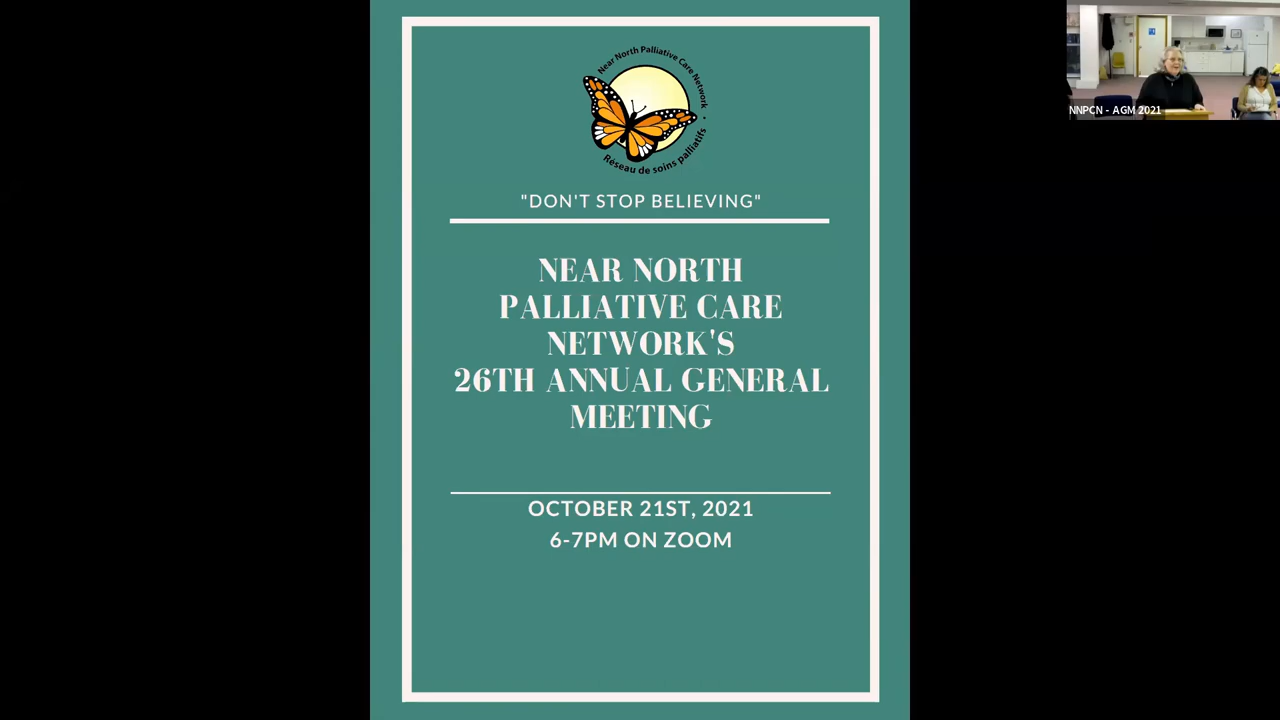 Near North Palliative Care Network •
Réseau de soins palliatifs
"DON'T STOP BELIEVING"
NEAR NORTH
PALLIATIVE CARE
NETWORK'S
26TH ANNUAL GENERAL
MEETING
OCTOBER 21ST, 2021
6-7PM ON ZOOM
NNPCN - AGM 2021